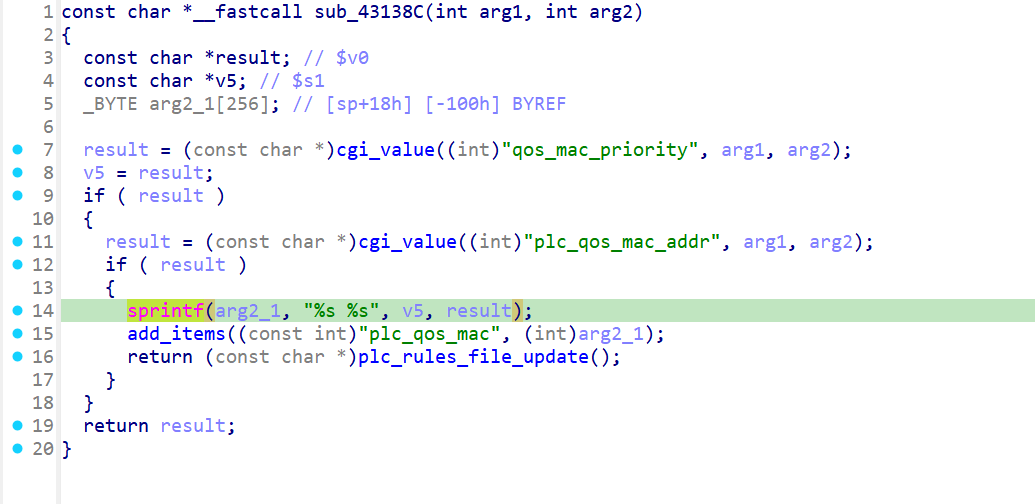 1 const char *__fastcall sub_43138C(int arg1, int arg2)
2 {
3 const char *result; // $v0
4 const char *v5; // $s1
5 _BYTE arg2_1[256]; // [sp+18h] [-100h] BYREF
6
7 result = (const char *)cgi_value((int)"qos_mac_priority", arg1, arg2);
8 v5 = result;
9 if ( result )
10 {
11 result = (const char *)cgi_value((int)"plc_qos_mac_addr", arg1, arg2);
12 if ( result )
13 {
14 sprintf(arg2_1, "%s %s", v5, result);
15 add_items((const int)"plc_qos_mac", (int)arg2_1);
16 return (const char *)plc_rules_file_update();
17 }
18 }
19 return result;
20 }